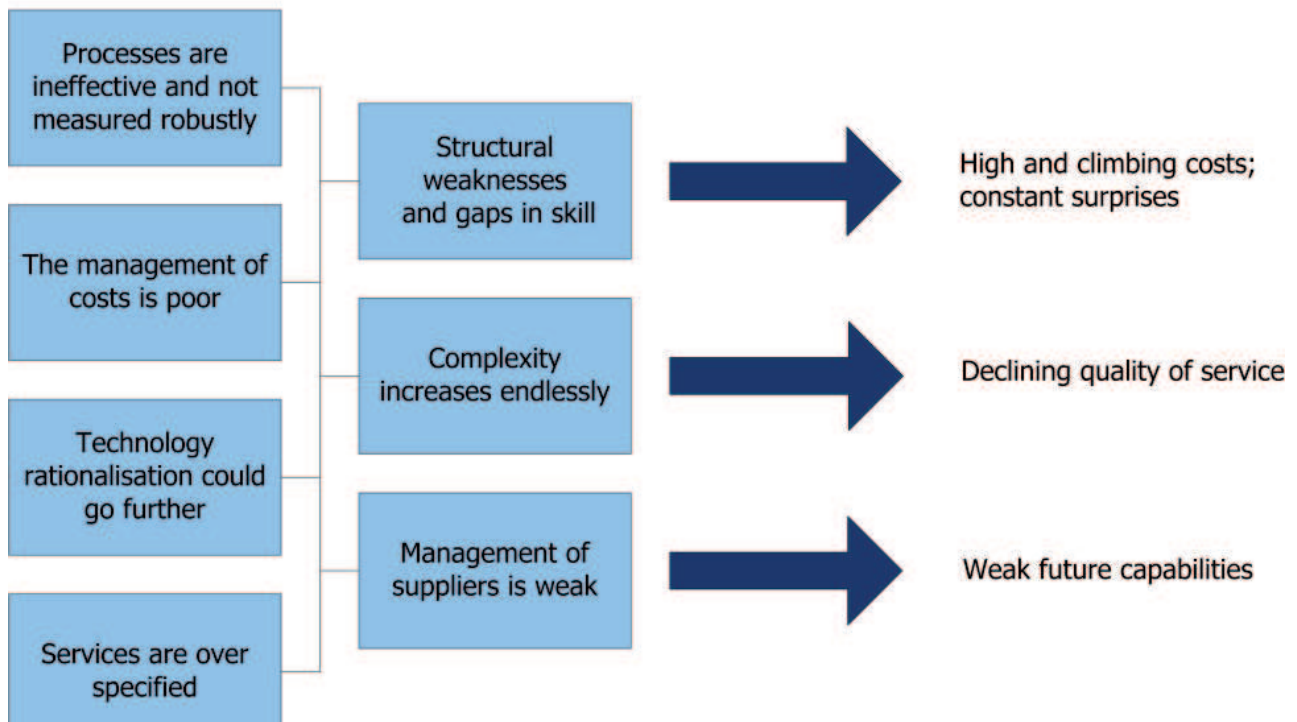 Processes are
ineffective and not
measured robustly
The management of
costs is poor
Technology
rationalisation could
go further
Services are over
specified
Structural
weaknesses
and gaps in skill
Complexity
increases endlessly
Management of
suppliers is weak
High and climbing costs;
constant surprises
Declining quality of service
Weak future capabilities